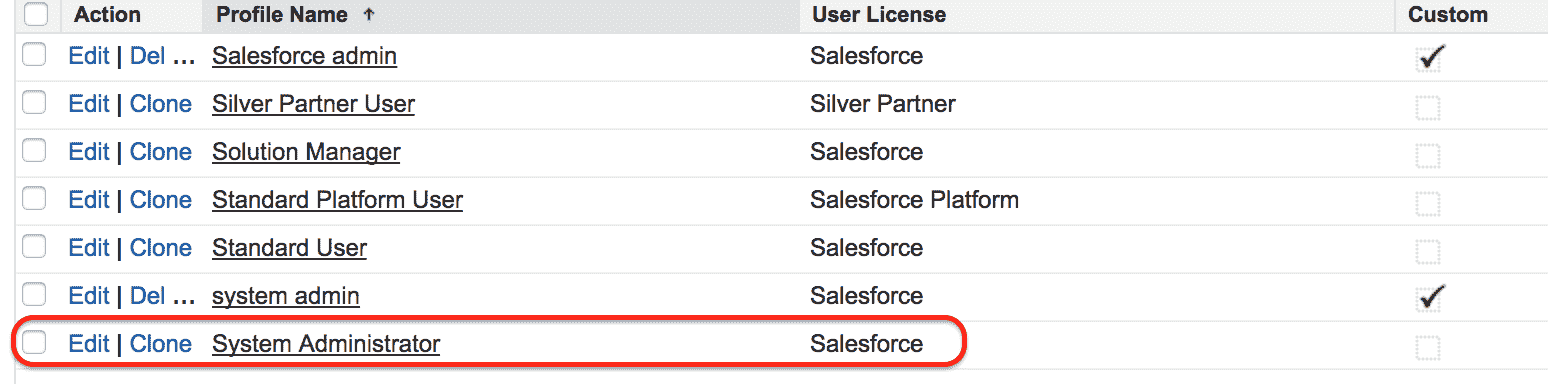 Action Profile Name ↑ User License Custom
Edit | Del ... Salesforce admin Salesforce
Edit | Clone Silver Partner User Silver Partner
Edit | Clone Solution Manager Salesforce
Edit | Clone Standard Platform User Salesforce Platform
Edit | Clone Standard User Salesforce
Edit | Del ... system admin Salesforce
Edit | Clone System Administrator Salesforce